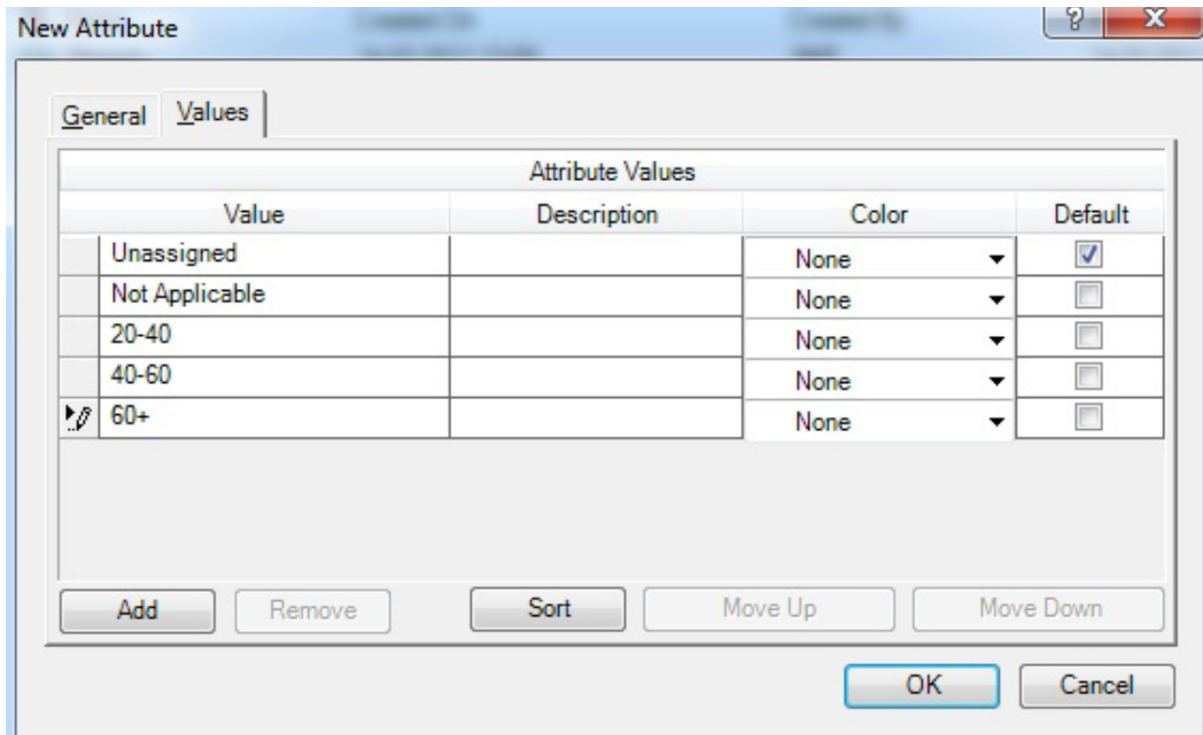 New Attribute
General Values
Attribute Values
Value Description Color Default
Unassigned None
Not Applicable None
20-40 None
40-60 None
60+ None
Add Remove Sort Move Up Move Down
OK Cancel